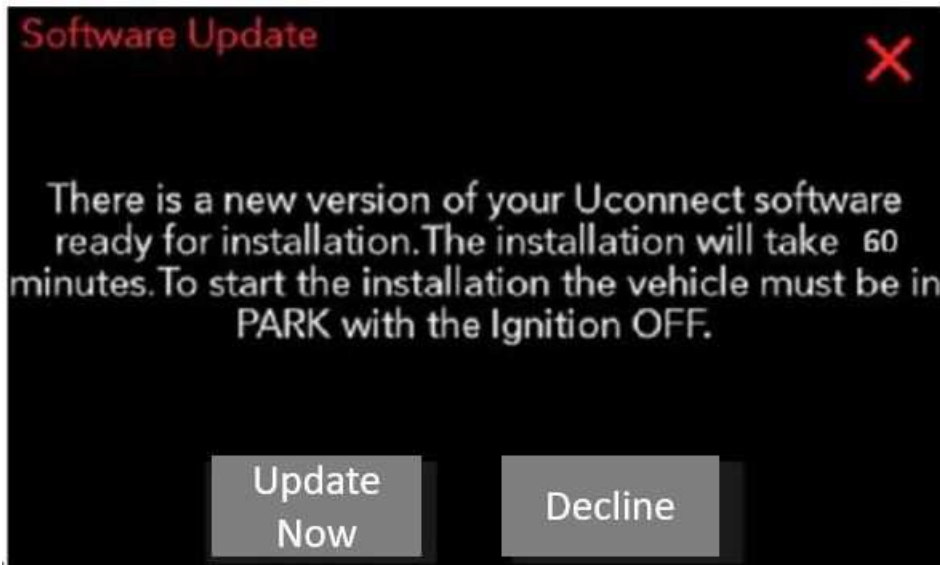 Software Update
There is a new version of your Uconnect software
ready for installation.The installation will take 60
minutes.To start the installation the vehicle must be in
PARK with the Ignition OFF.
Update
Now
Decline